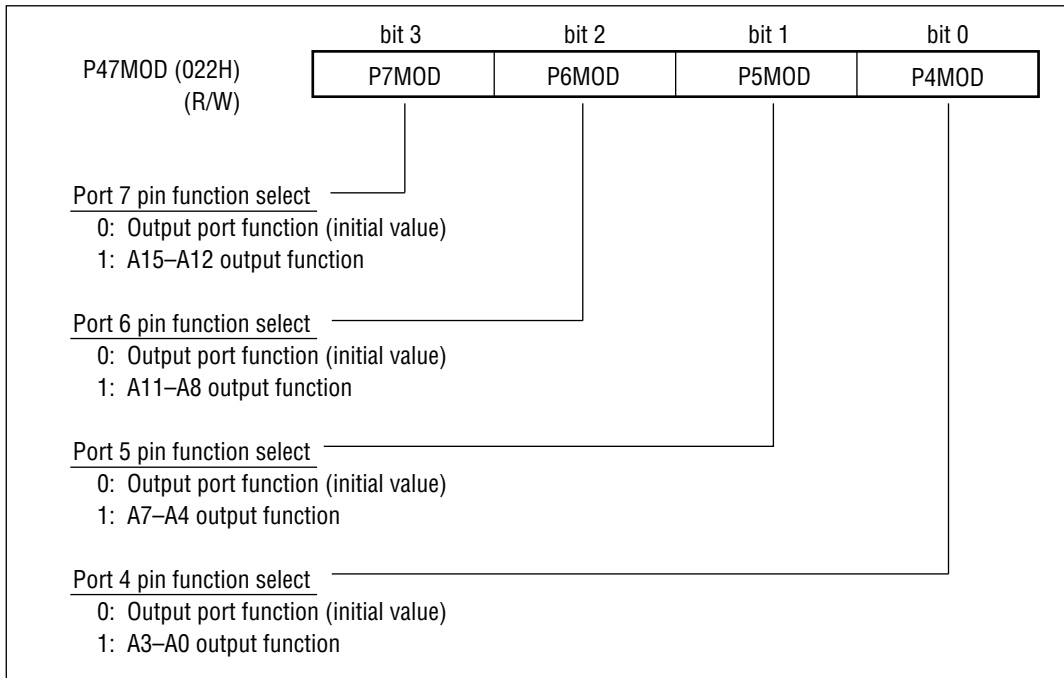 bit 3 bit 2 bit 1 bit 0
P47MOD (022H) P7MOD P6MOD P5MOD P4MOD
(R/W)
Port 7 pin function select
0: Output port function (initial value)
1: A15–A12 output function
Port 6 pin function select
0: Output port function (initial value)
1: A11–A8 output function
Port 5 pin function select
0: Output port function (initial value)
1: A7–A4 output function
Port 4 pin function select
0: Output port function (initial value)
1: A3–A0 output function